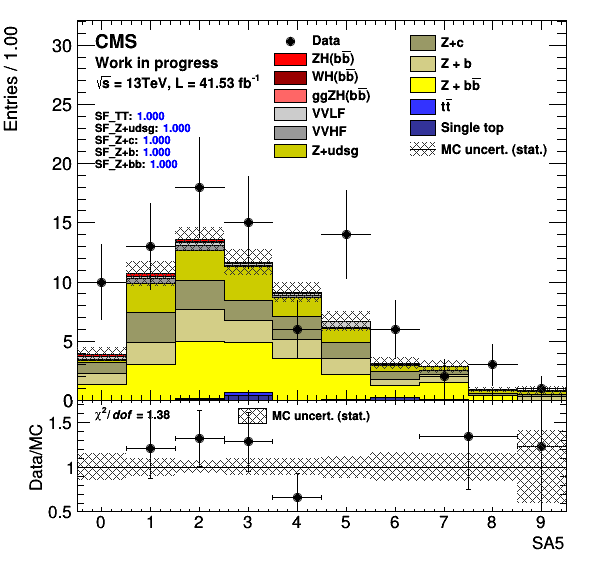 CMS
Work in progress
√s = 13TeV, L = 41.53 fb⁻¹
SF_TT: 1.000
SF_Z+udsg: 1.000
SF_Z+c: 1.000
SF_Z+b: 1.000
SF_Z+bb: 1.000
Data
ZH(bb̅)
WH(bb̅)
ggZH(bb̅)
VVLF
VVHF
Z+udsg
Z+c
Z + b
Z + bb̅
tt̅
Single top
MC uncert. (stat.)
Entries / 1.00
30
25
20
15
10
5
0
χ²/dof = 1.38
MC uncert. (stat.)
Data/MC
1.5
1
0.5
0 1 2 3 4 5 6 7 8 9
SA5